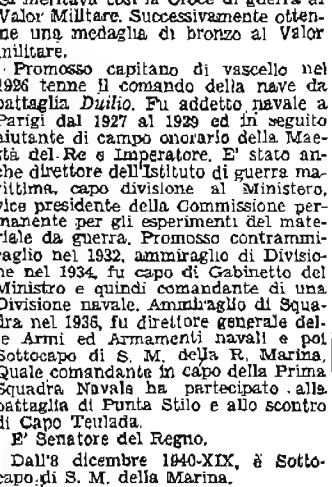 si meritava così la Croce di guerra al
Valor Militare. Successivamente otten-
ne una medaglia di bronzo al Valor
militare.
Promosso capitano di vascello nel
1926 tenne il comando della nave da
battaglia Duilio. Fu addetto navale a
Parigi dal 1927 al 1929 ed in seguito
aiutante di campo onorario della Mae-
stà del Re e Imperatore. E' stato an-
che direttore dell'Istituto di guerra ma-
rittima, capo divisione al Ministero,
vice presidente della Commissione per-
manente per gli esperimenti del mate-
riale da guerra. Promosso contrammi-
raglio nel 1932, ammiraglio di Divisio-
ne nel 1934, fu capo di Gabinetto del
Ministro e quindi comandante di una
Divisione navale. Ammiraglio di Squa-
dra nel 1936, fu direttore generale del-
le Armi ed Armamenti navali e poi
Sottocapo di S. M. della R. Marina.
Quale comandante in capo della Prima
Squadra Navale ha partecipato alla
battaglia di Punta Stilo e allo scontro
di Capo Teulada.
E' Senatore del Regno.
Dall'8 dicembre 1940-XIX, è Sotto-
capo di S. M. della Marina.